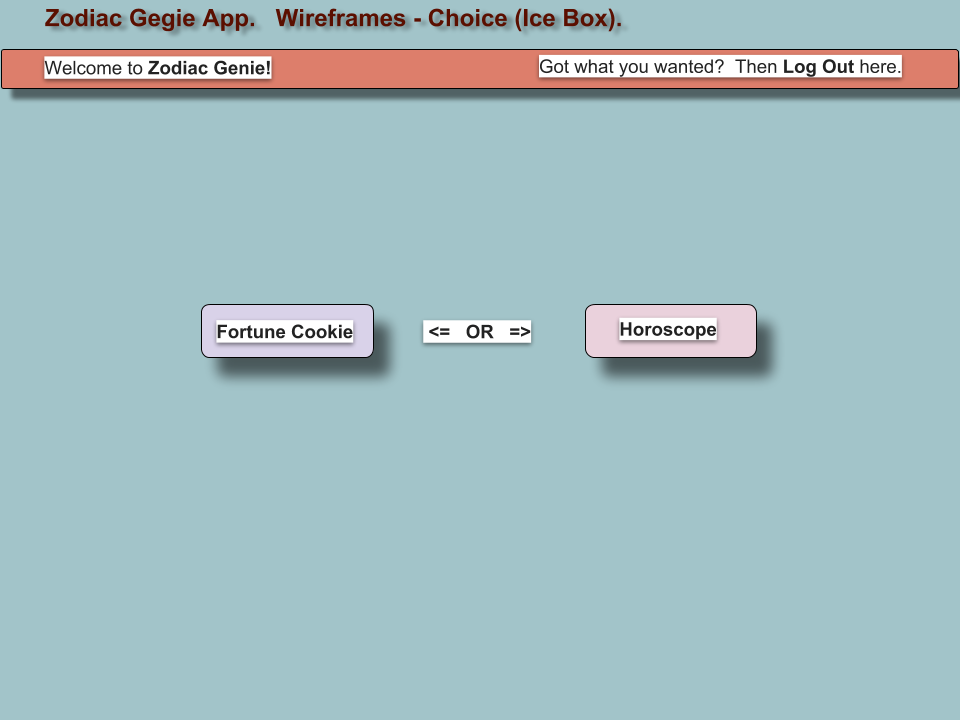 Zodiac Gegie App.   Wireframes - Choice (Ice Box).
Welcome to Zodiac Genie!
Got what you wanted?  Then Log Out here.
Fortune Cookie
<=   OR   =>
Horoscope